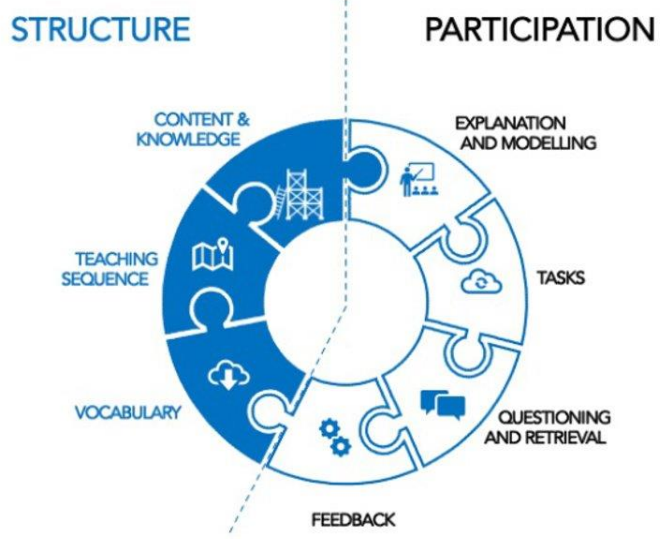 STRUCTURE
PARTICIPATION
CONTENT &
KNOWLEDGE
EXPLANATION
AND MODELLING
TEACHING
SEQUENCE
TASKS
VOCABULARY
QUESTIONING
AND RETRIEVAL
FEEDBACK